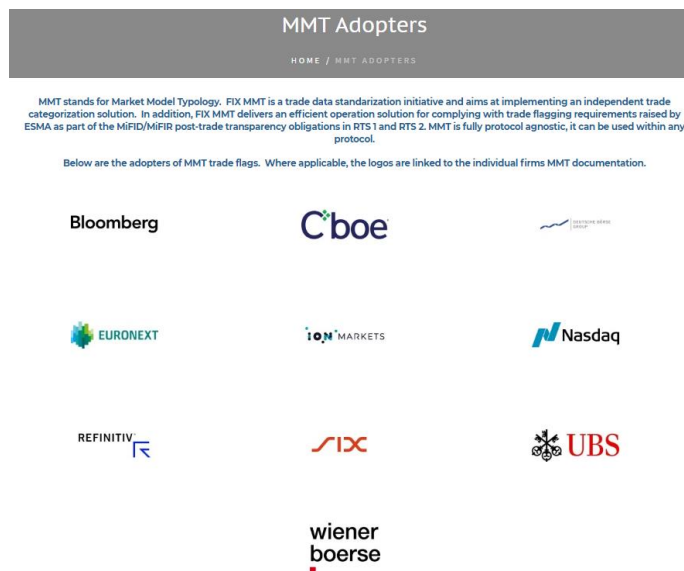 MMT Adopters
HOME / MMT ADOPTERS
MMT stands for Market Model Typology. FIX MMT is a trade data standarization initiative and aims at implementing an independent trade
categorization solution. In addition, FIX MMT delivers an efficient operation solution for complying with trade flagging requirements raised by
ESMA as part of the MiFID/MiFIR post-trade transparency obligations in RTS 1 and RTS 2. MMT is fully protocol agnostic, it can be used within any
protocol.
Below are the adopters of MMT trade flags. Where applicable, the logos are linked to the individual firms MMT documentation.
Bloomberg
Cboe
DEUTSCHE BÖRSE
GROUP
EURONEXT
ION MARKETS
Nasdaq
REFINITIV
SIX
UBS
wiener
boerse